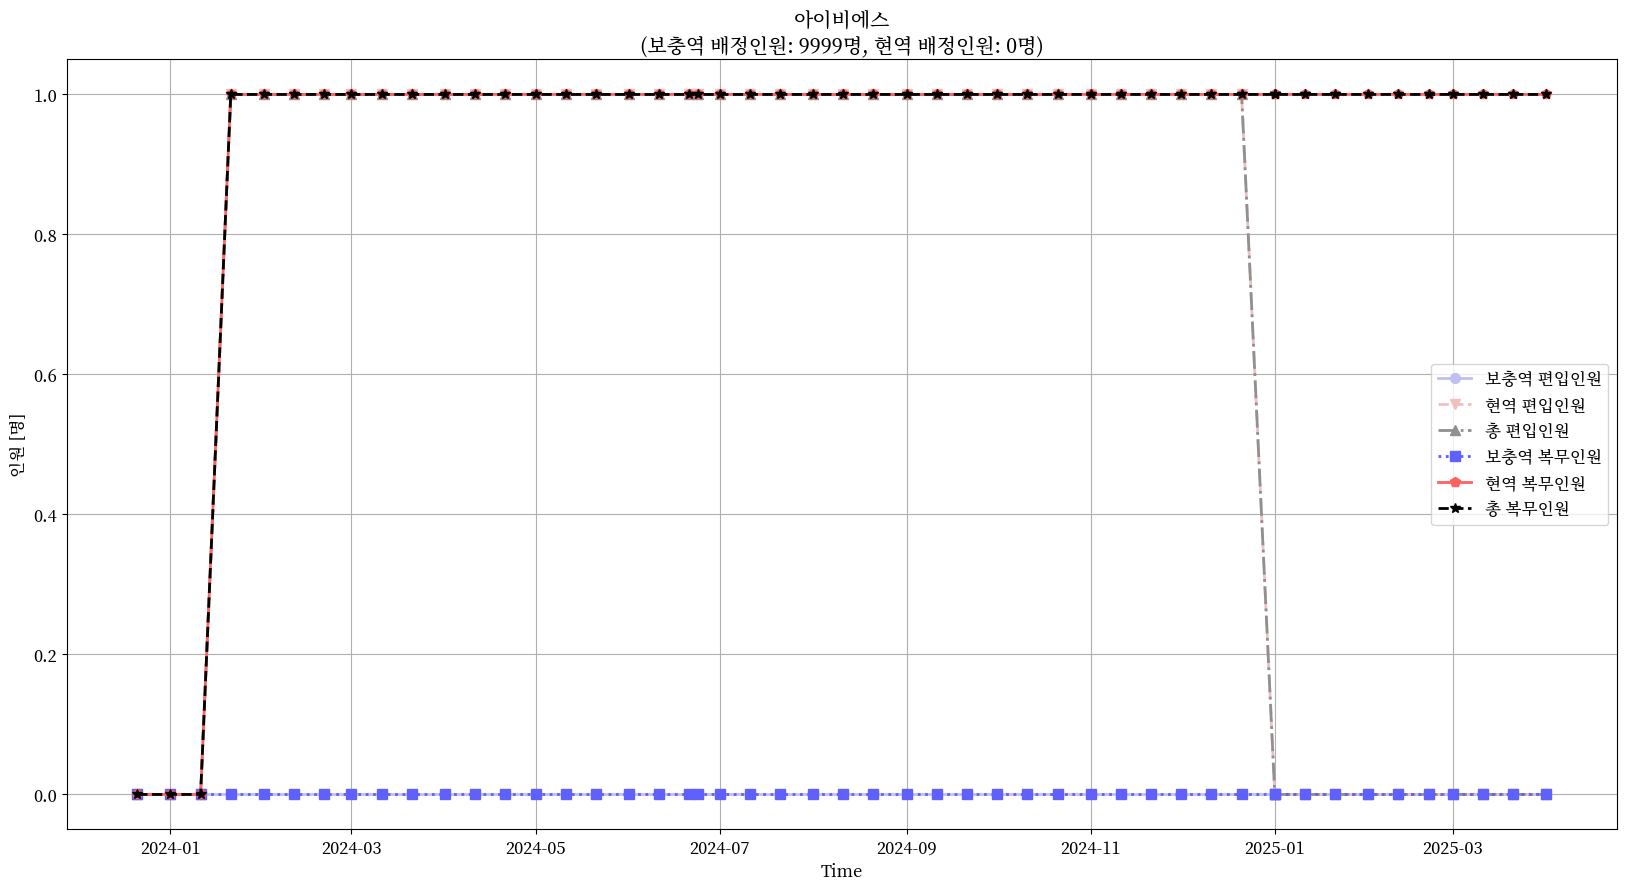 아이비에스
(보충역 배정인원: 9999명, 현역 배정인원: 0명)
인원 [명]
1.0
0.8
0.6
0.4
0.2
0.0
보충역 편입인원
현역 편입인원
총 편입인원
보충역 복무인원
현역 복무인원
총 복무인원
2024-01 2024-03 2024-05 2024-07 2024-09 2024-11 2025-01 2025-03
Time